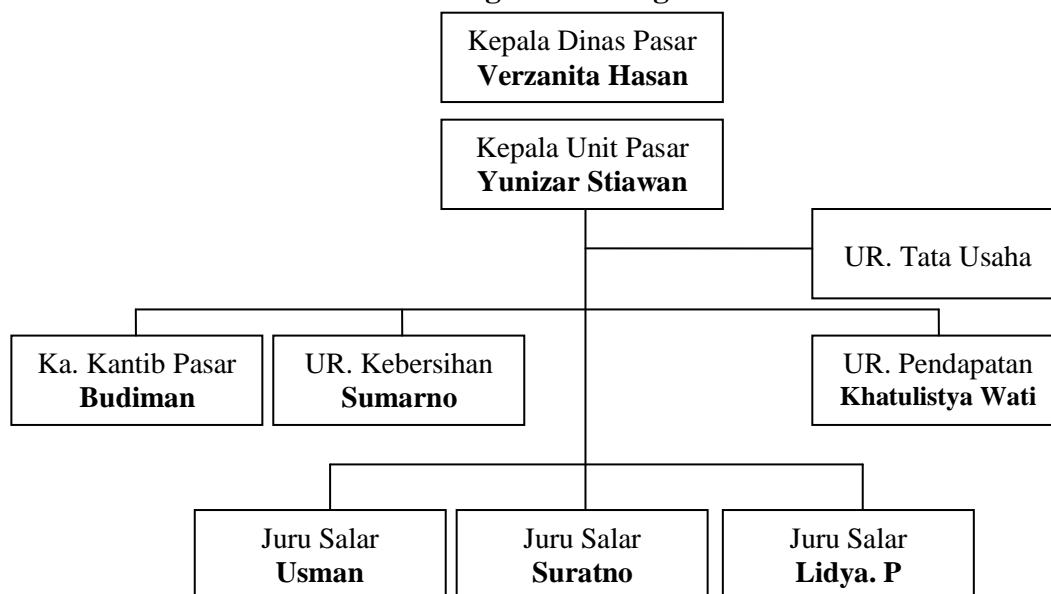 Kepala Dinas Pasar
Verzanita Hasan
Kepala Unit Pasar
Yunizar Stiawan
UR. Tata Usaha
Ka. Kantib Pasar
Budiman
UR. Kebersihan
Sumarno
UR. Pendapatan
Khatulistya Wati
Juru Salar
Usman
Juru Salar
Suratno
Juru Salar
Lidya. P